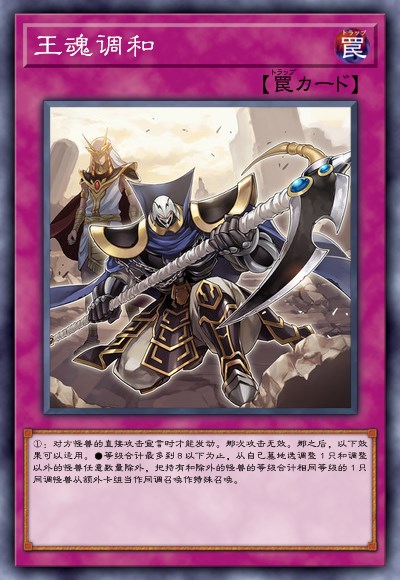 王魂调和
トラップ
罠
トラップ
【罠カード】
①：对方怪兽的直接攻击宣言时才能发动。那次攻击无效。那之后，以下效
果可以适用。●等级合计最多到8以下为止，从自己墓地选调整1只和调整
以外的怪兽任意数量除外，把持有和除外的怪兽的等级合计相同等级的1只
同调怪兽从额外卡组当作同调召唤作特殊召唤。